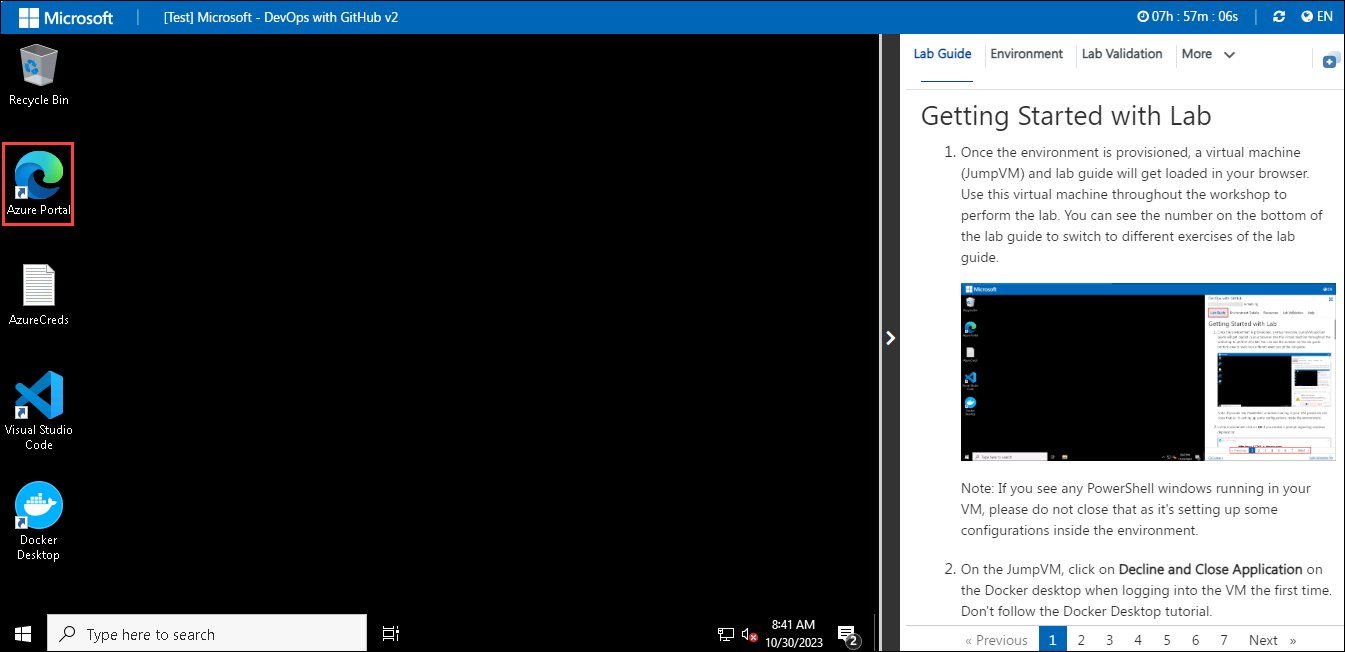 Microsoft
[Test] Microsoft - DevOps with GitHub v2
07h : 57m : 06s
EN
Recycle Bin
Azure Portal
AzureCreds
Visual Studio
Code
Docker
Desktop
Type here to search
8:41 AM
10/30/2023
2
Lab Guide
Environment
Lab Validation
More
Getting Started with Lab
1. Once the environment is provisioned, a virtual machine
(JumpVM) and lab guide will get loaded in your browser.
Use this virtual machine throughout the workshop to
perform the lab. You can see the number on the bottom of
the lab guide to switch to different exercises of the lab
guide.
Microsoft
Getting Started with Lab
Note: If you see any PowerShell windows running in your
VM, please do not close that as it's setting up some
configurations inside the environment.
2. On the JumpVM, click on Decline and Close Application on
the Docker desktop when logging into the VM the first time.
Don't follow the Docker Desktop tutorial.
« Previous 1 2 3 4 5 6 7 Next »